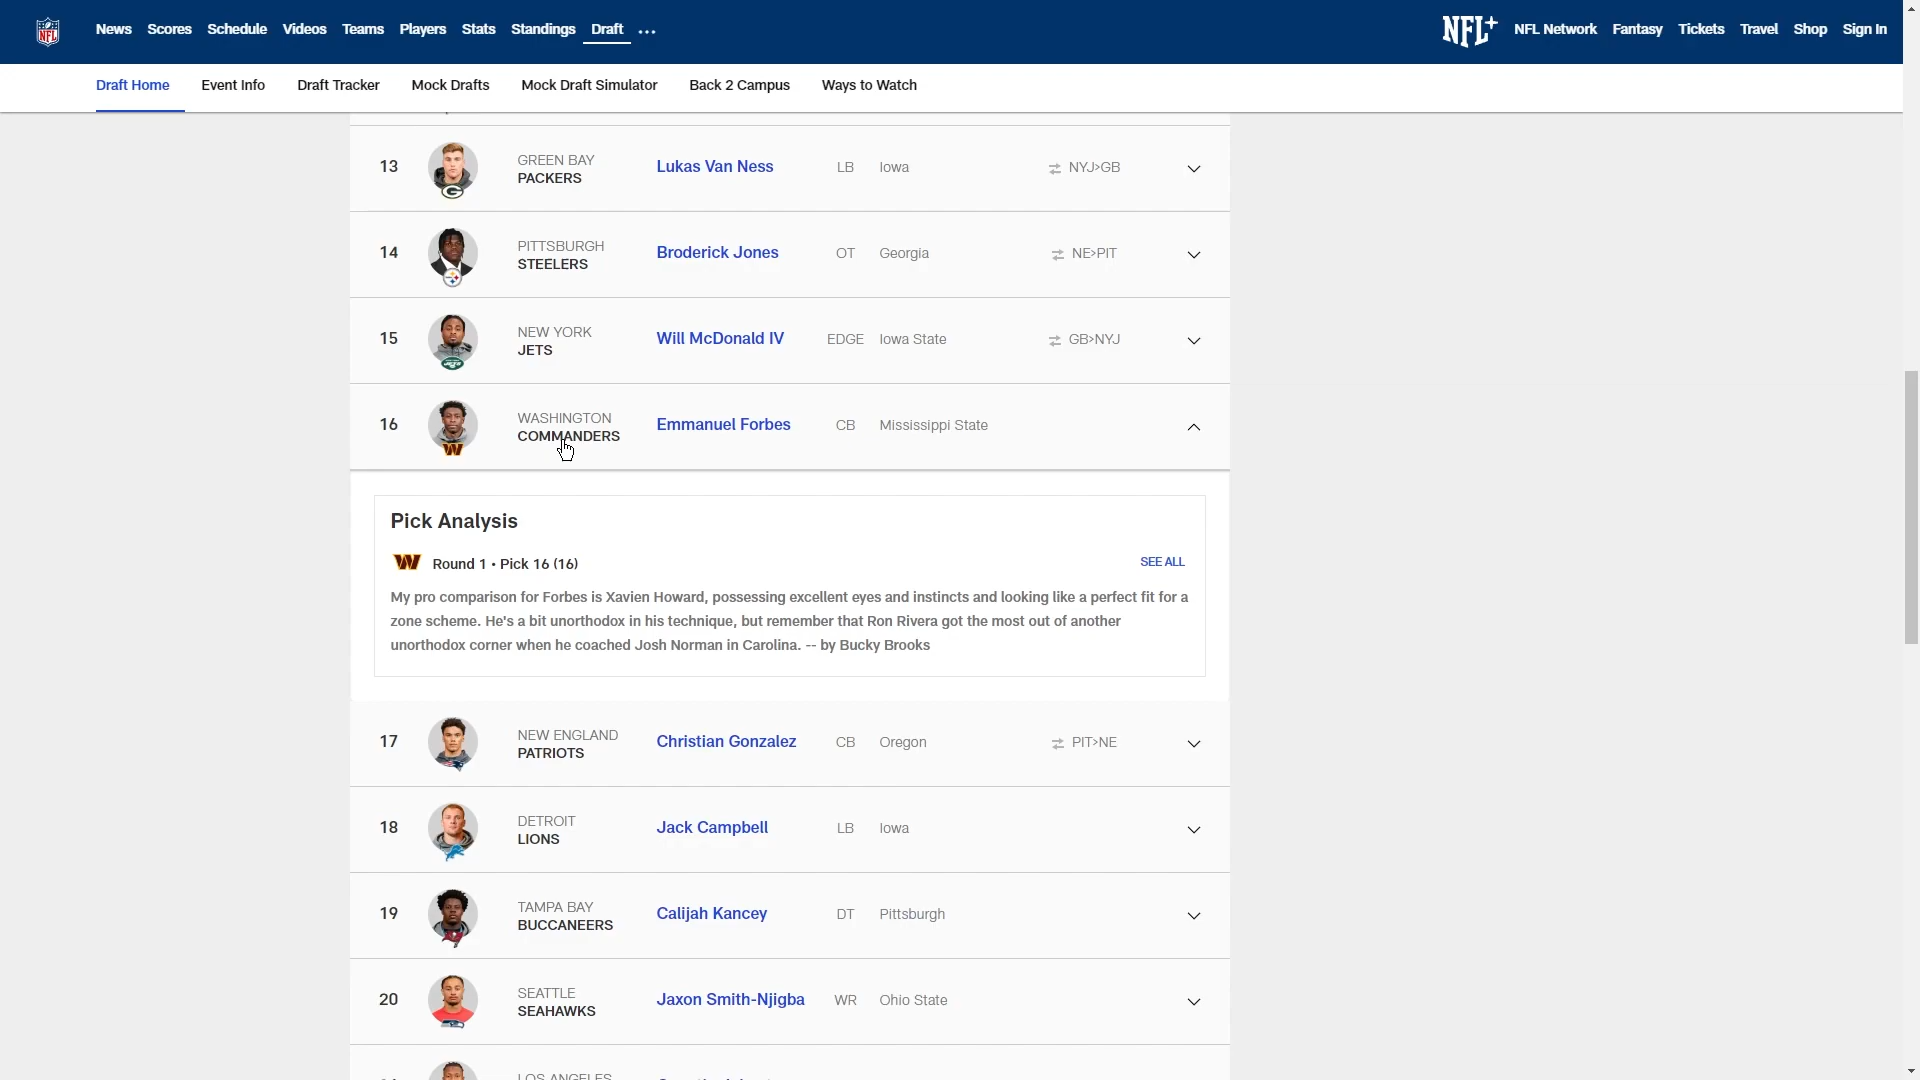 NFL
News Scores Schedule Videos Teams Players Stats Standings Draft ...
NFL+ NFL Network Fantasy Tickets Travel Shop Sign In
Draft Home Event Info Draft Tracker Mock Drafts Mock Draft Simulator Back 2 Campus Ways to Watch
13 GREEN BAY PACKERS Lukas Van Ness LB Iowa NYJ>GB
14 PITTSBURGH STEELERS Broderick Jones OT Georgia NE>PIT
15 NEW YORK JETS Will McDonald IV EDGE Iowa State GB>NYJ
16 WASHINGTON COMMANDERS Emmanuel Forbes CB Mississippi State
Pick Analysis
Round 1 • Pick 16 (16) SEE ALL
My pro comparison for Forbes is Xavien Howard, possessing excellent eyes and instincts and looking like a perfect fit for a
zone scheme. He's a bit unorthodox in his technique, but remember that Ron Rivera got the most out of another
unorthodox corner when he coached Josh Norman in Carolina. -- by Bucky Brooks
17 NEW ENGLAND PATRIOTS Christian Gonzalez CB Oregon PIT>NE
18 DETROIT LIONS Jack Campbell LB Iowa
19 TAMPA BAY BUCCANEERS Calijah Kancey DT Pittsburgh
20 SEATTLE SEAHAWKS Jaxon Smith-Njigba WR Ohio State
LOS ANGELES